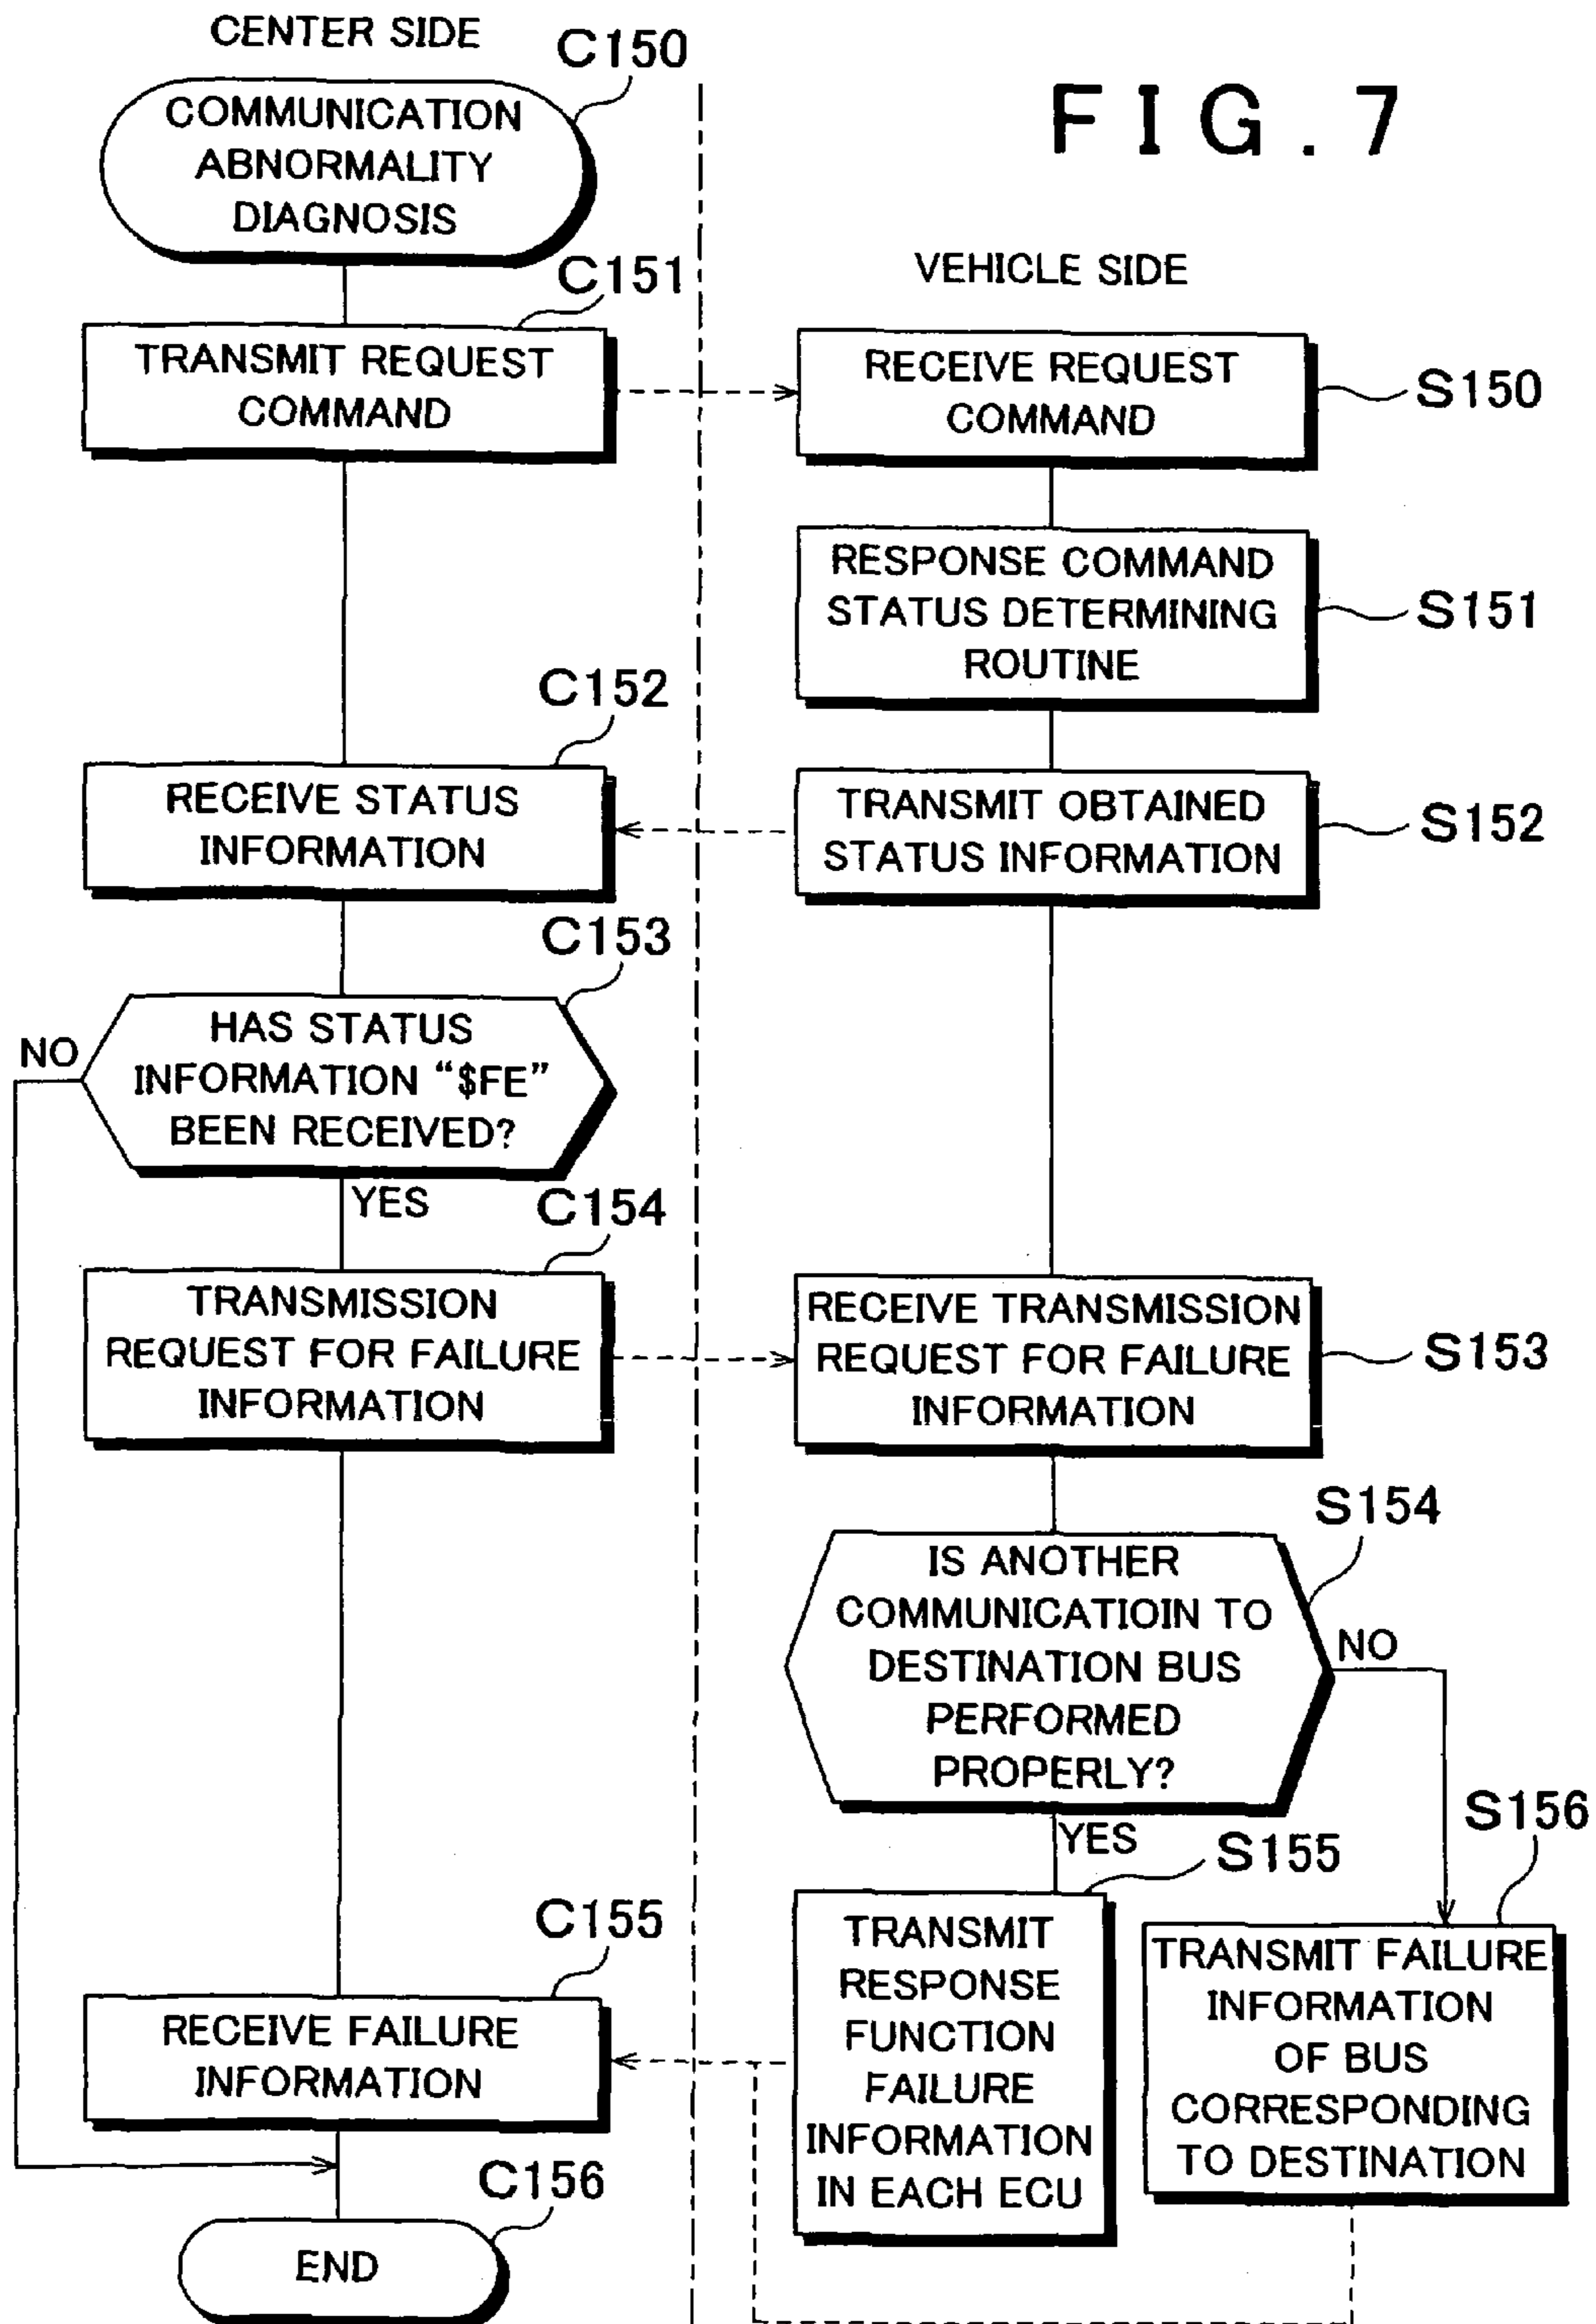 CENTER SIDE
C150
COMMUNICATION
ABNORMALITY
DIAGNOSIS
FIG.7
C151
TRANSMIT REQUEST
COMMAND
VEHICLE SIDE
RECEIVE REQUEST
COMMAND
S150
RESPONSE COMMAND
STATUS DETERMINING
ROUTINE
S151
C152
RECEIVE STATUS
INFORMATION
TRANSMIT OBTAINED
STATUS INFORMATION
S152
C153
HAS STATUS
INFORMATION “$FE”
BEEN RECEIVED?
NO
YES
C154
TRANSMISSION
REQUEST FOR FAILURE
INFORMATION
RECEIVE TRANSMISSION
REQUEST FOR FAILURE
INFORMATION
S153
S154
IS ANOTHER
COMMUNICATIOIN TO
DESTINATION BUS
PERFORMED
PROPERLY?
NO
YES
S155
S156
TRANSMIT
RESPONSE
FUNCTION
FAILURE
INFORMATION
IN EACH ECU
TRANSMIT FAILURE
INFORMATION
OF BUS
CORRESPONDING
TO DESTINATION
C155
RECEIVE FAILURE
INFORMATION
C156
END